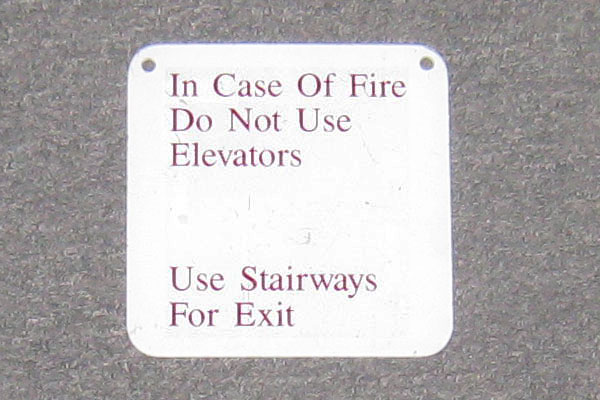 In Case Of Fire
Do Not Use
Elevators
Use Stairways
For Exit